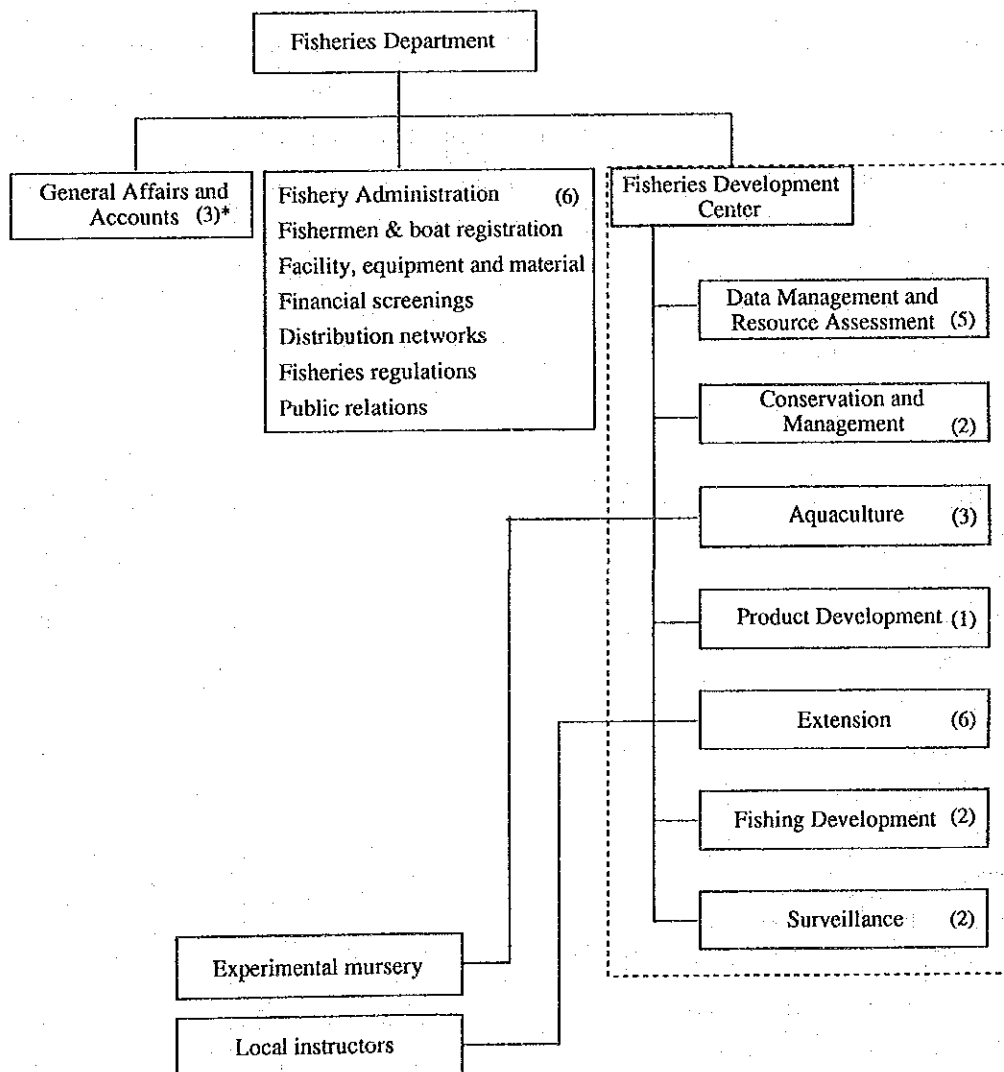 Fisheries Department
General Affairs and
Accounts (3)*
Fishery Administration (6)
Fishermen & boat registration
Facility, equipment and material
Financial screenings
Distribution networks
Fisheries regulations
Public relations
Fisheries Development
Center
Data Management and
Resource Assessment (5)
Conservation and
Management (2)
Aquaculture (3)
Product Development (1)
Extension (6)
Fishing Development (2)
Surveillance (2)
Experimental mursery
Local instructors